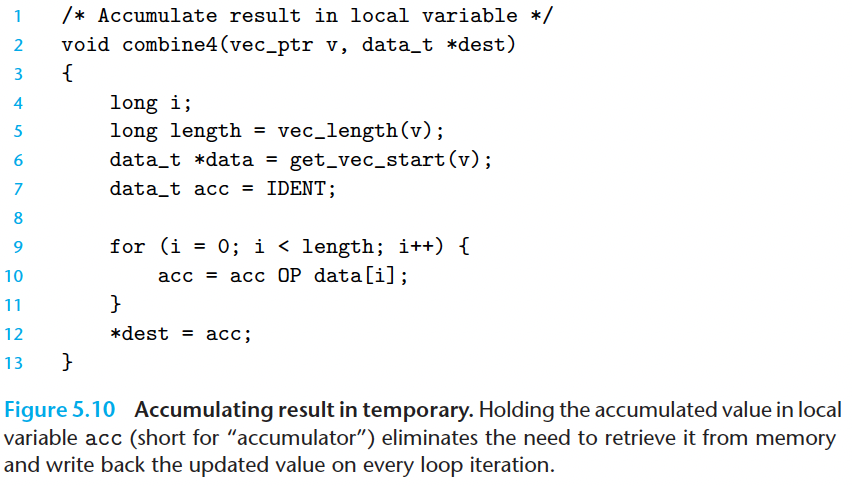 1 /* Accumulate result in local variable */
2 void combine4(vec_ptr v, data_t *dest)
3 {
4     long i;
5     long length = vec_length(v);
6     data_t *data = get_vec_start(v);
7     data_t acc = IDENT;
8
9     for (i = 0; i < length; i++) {
10         acc = acc OP data[i];
11     }
12     *dest = acc;
13 }
Figure 5.10 Accumulating result in temporary. Holding the accumulated value in local
variable acc (short for “accumulator”) eliminates the need to retrieve it from memory
and write back the updated value on every loop iteration.